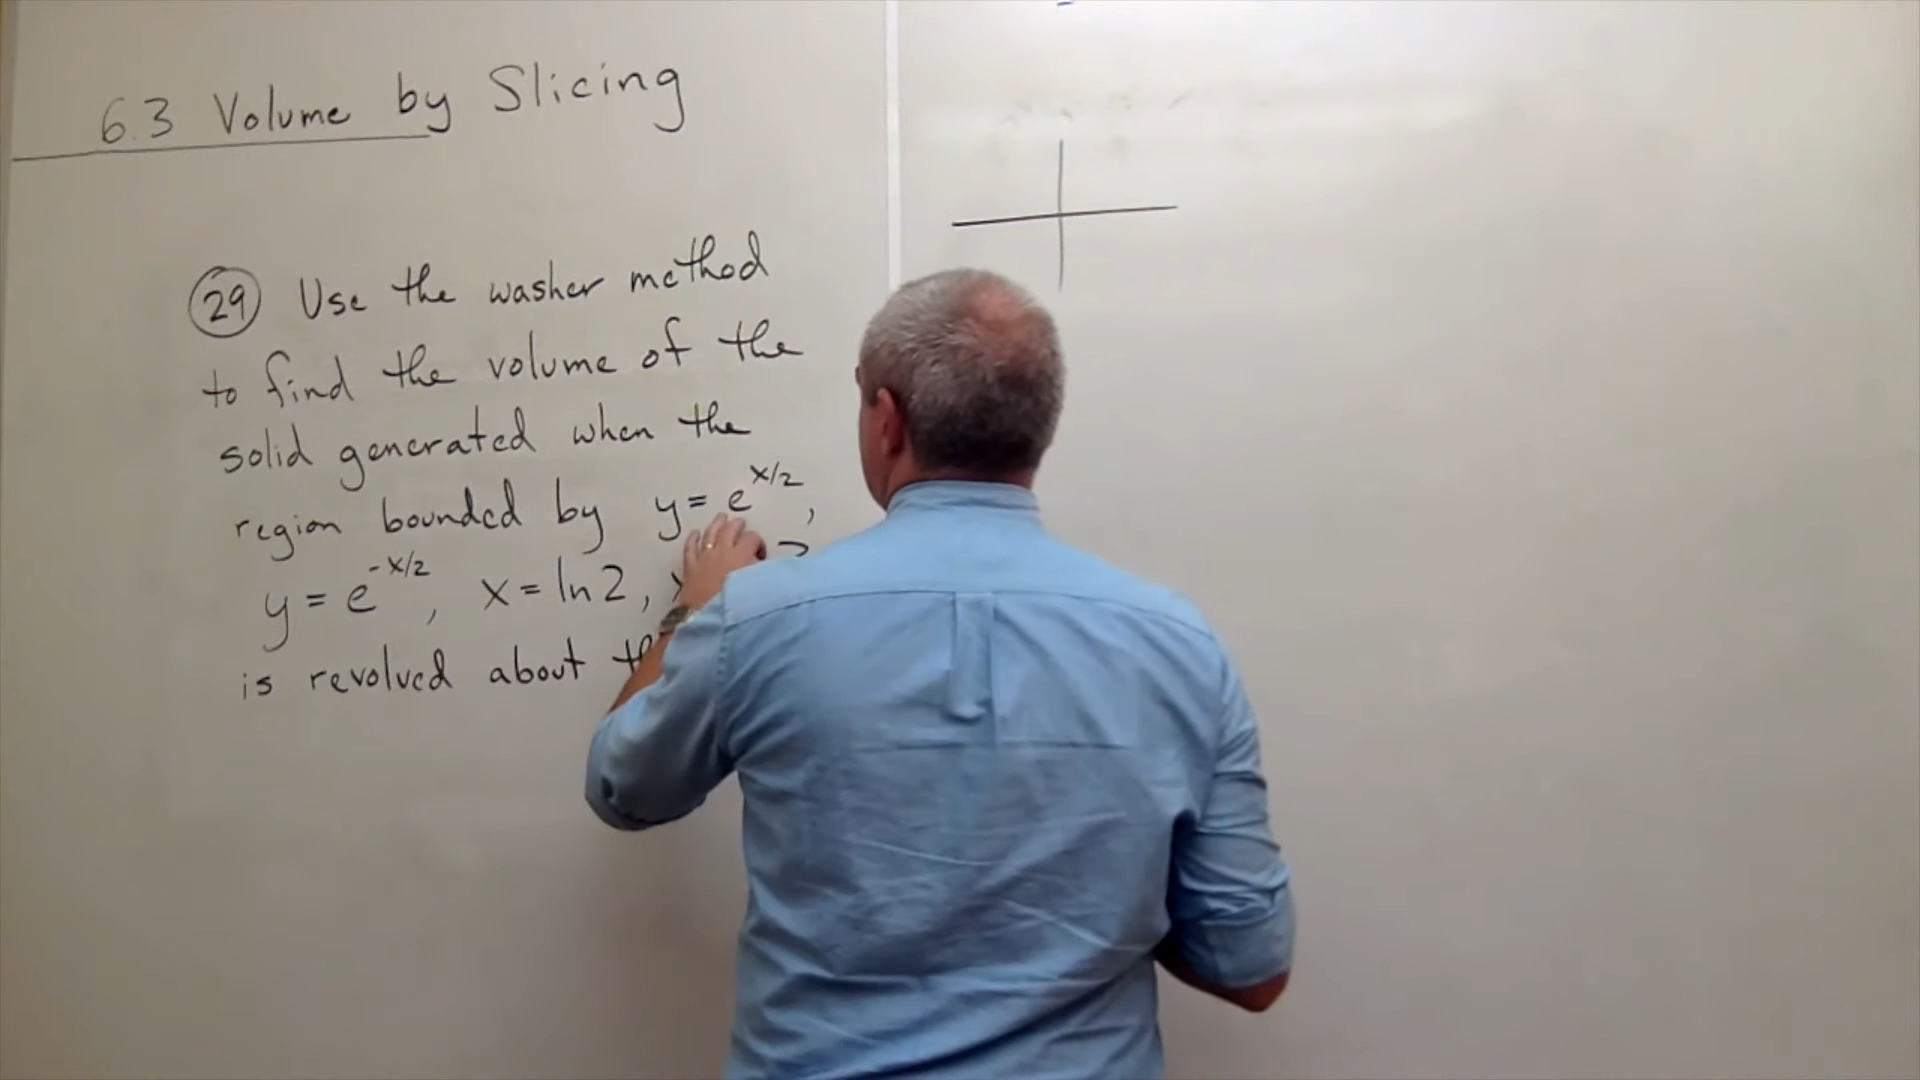 6.3 Volume by Slicing
29 Use the washer method
to find the volume of the
solid generated when the
region bounded by y = e^{x/2},
y = e^{-x/2}, x = ln 2,
is revolved about